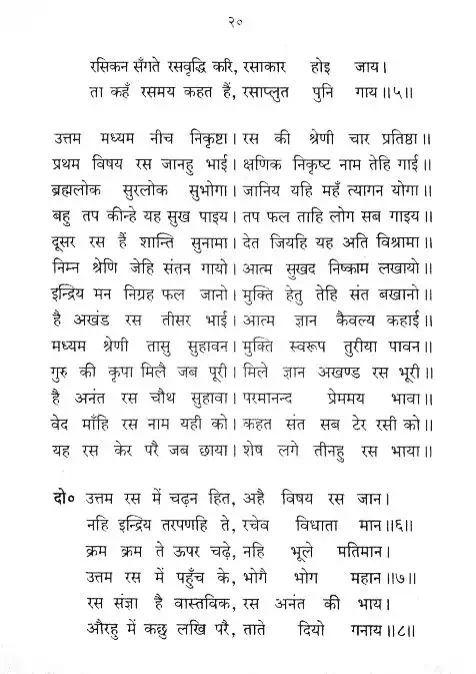 २०
रसिकन सँगते रसवृद्धि करि, रसाकार होइ जाय।
ता कहँ रसमय कहत हैं, रसाप्लुत पुनि गाय॥५॥
उत्तम मध्यम नीच निकृष्टा। रस की श्रेणी चार प्रतिष्ठा॥
प्रथम विषय रस जानहु भाई। क्षणिक निकृष्ट नाम तेहि गाई॥
ब्रह्मलोक सुरलोक सुभोगा। जानिय यहि महँ त्यागन योगा॥
बहु तप कीन्हे यह सुख पाइय। तप फल ताहि लोग सब गाइय॥
दूसर रस हैं शान्ति सुनामा। देत जियहि यह अति विश्रामा॥
निम्न श्रेणि जेहि संतन गायो। आत्म सुखद निष्काम लखायो॥
इन्द्रिय मन निग्रह फल जानो। मुक्ति हेतु तेहि संत बखानो॥
है अखंड रस तीसर भाई। आत्म ज्ञान कैवल्य कहाई॥
मध्यम श्रेणी तासु सुहावन। मुक्ति स्वरूप तुरीया पावन॥
गुरु की कृपा मिलै जब पूरी। मिले ज्ञान अखण्ड रस भूरी॥
है अनंत रस चौथ सुहावा। परमानन्द प्रेममय भावा॥
वेद माँहि रस नाम यही को। कहत संत सब टेर रसी को॥
यह रस केर परै जब छाया। शेष लगे तीनहु रस भाया॥
दो० उत्तम रस में चढ़न हित, अहै विषय रस जान।
नहि इन्द्रिय तरपणहि ते, रचेव विधाता मान॥६॥
क्रम क्रम ते ऊपर चढ़े, नहि भूले मतिमान।
उत्तम रस में पहुँच के, भोगै भोग महान॥७॥
रस संज्ञा है वास्तविक, रस अनंत की भाय।
औरहु में कछु लखि परै, ताते दियो गनाय॥८॥